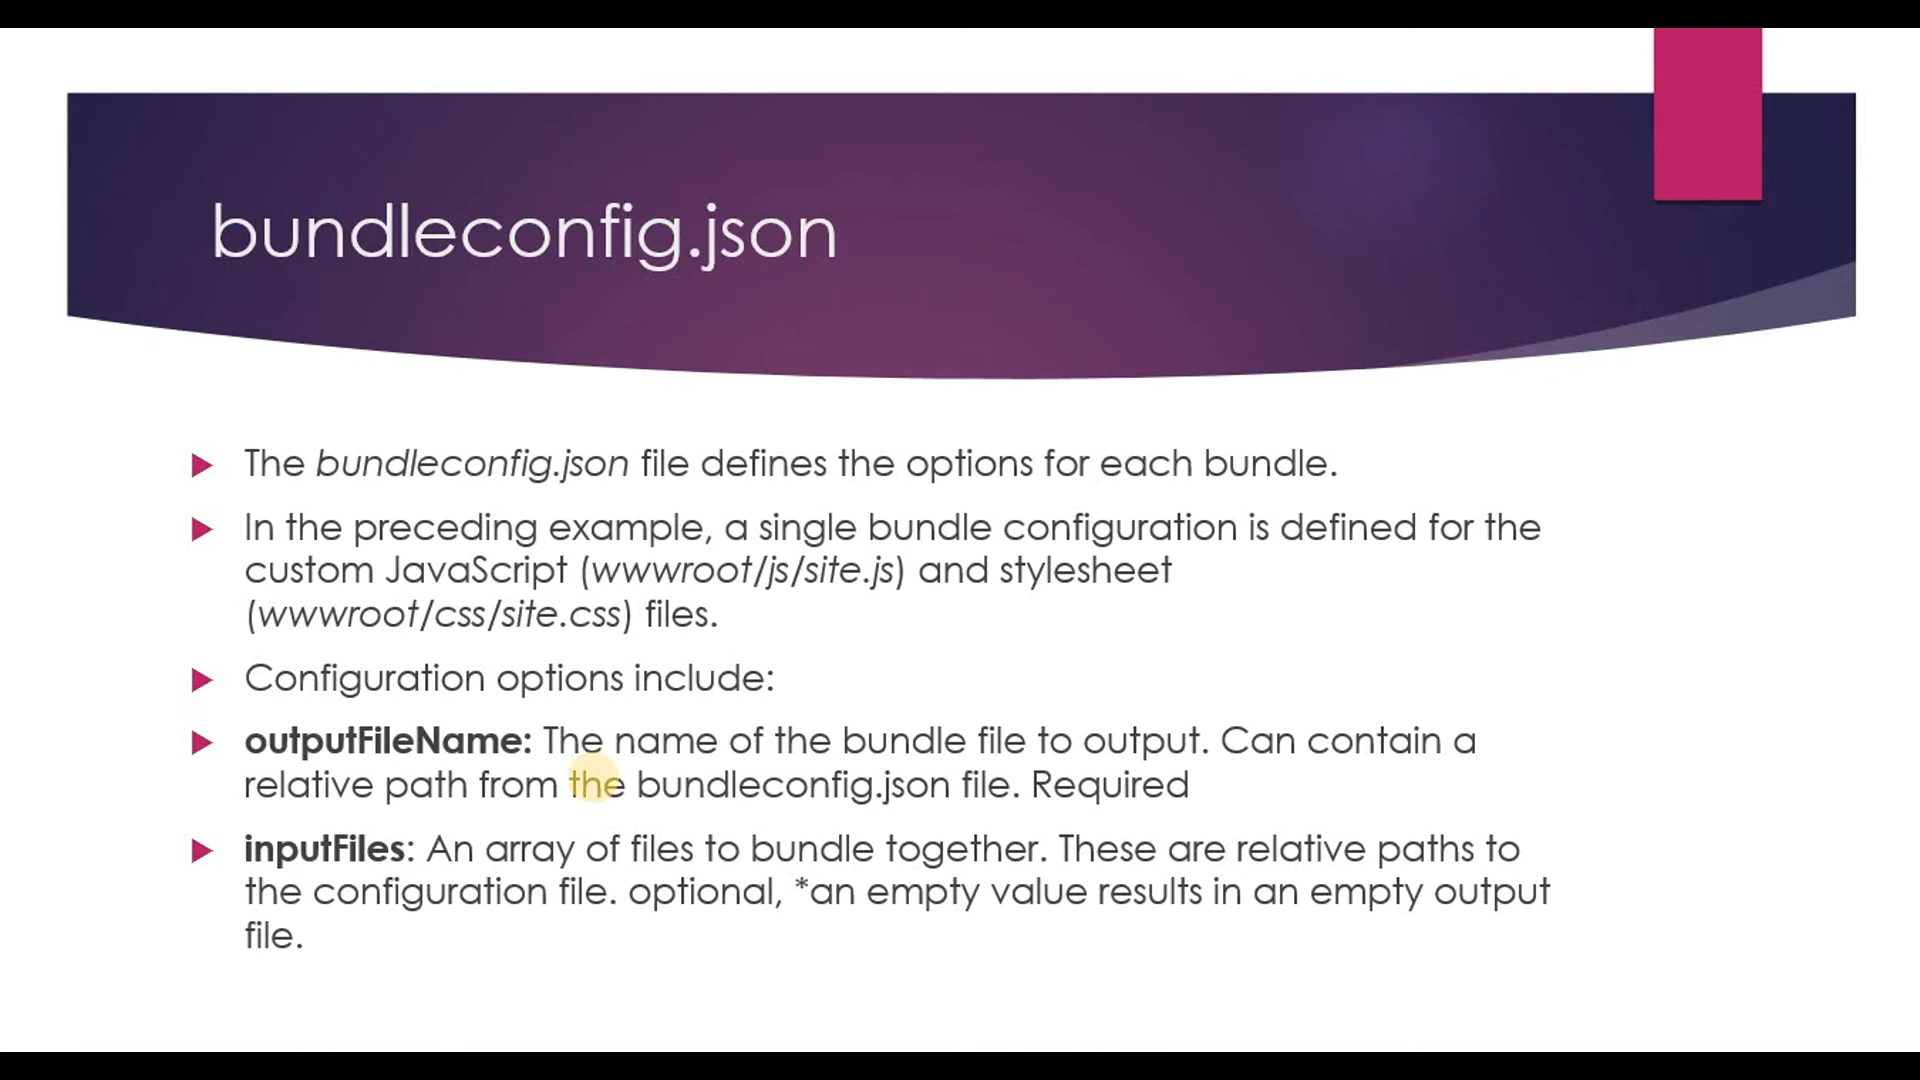 bundleconfig.json
The bundleconfig.json file defines the options for each bundle.
In the preceding example, a single bundle configuration is defined for the
custom JavaScript (wwwroot/js/site.js) and stylesheet
(wwwroot/css/site.css) files.
Configuration options include:
outputFileName: The name of the bundle file to output. Can contain a
relative path from the bundleconfig.json file. Required
inputFiles: An array of files to bundle together. These are relative paths to
the configuration file. optional, *an empty value results in an empty output
file.